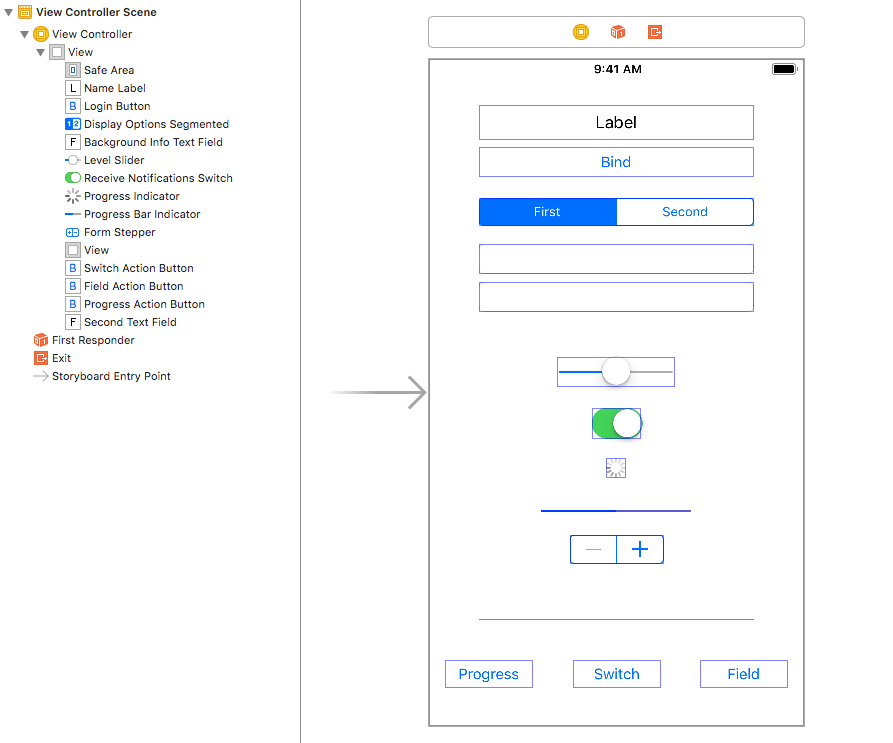 View Controller Scene
View Controller
View
Safe Area
L Name Label
B Login Button
1 2 Display Options Segmented
F Background Info Text Field
Level Slider
Receive Notifications Switch
Progress Indicator
Progress Bar Indicator
Form Stepper
View
B Switch Action Button
B Field Action Button
B Progress Action Button
F Second Text Field
First Responder
Exit
Storyboard Entry Point
9:41 AM
Label
Bind
First Second
Progress Switch Field